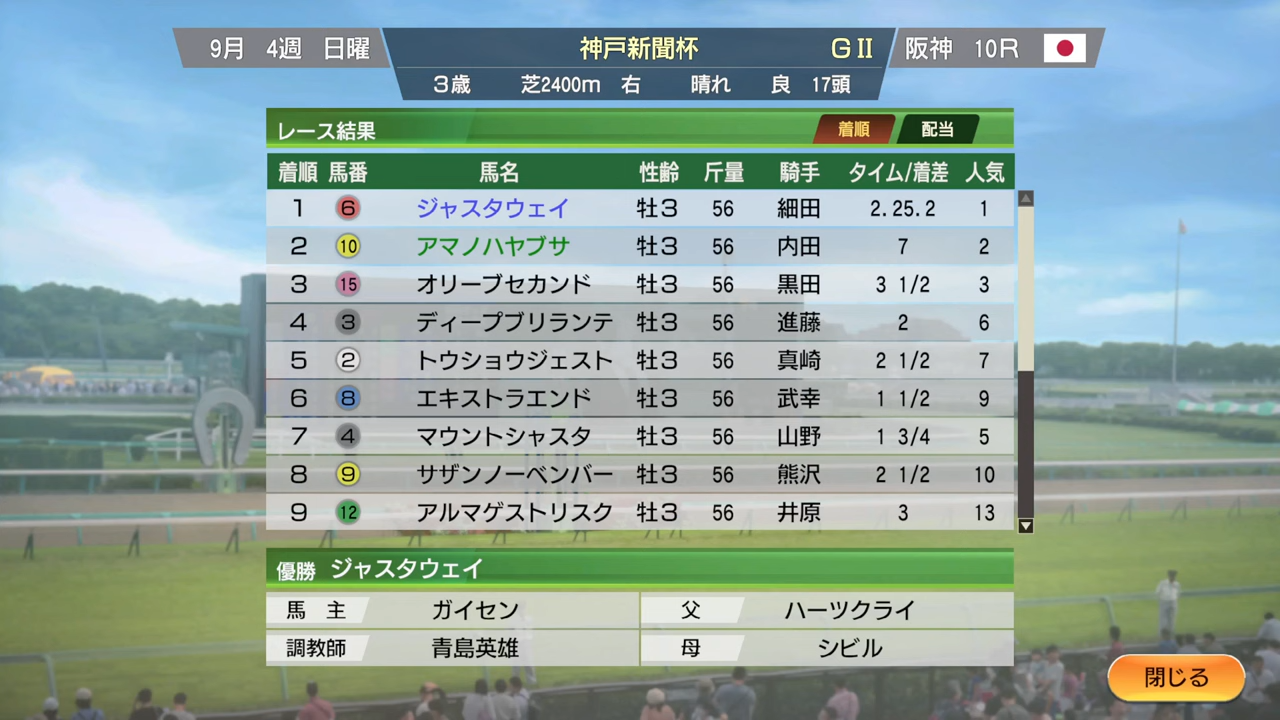 9月 4週 日曜 神戸新聞杯 GII 阪神 10R
3歳 芝2400m 右 晴れ 良 17頭
レース結果 着順 配当
着順 馬番 馬名 性齢 斤量 騎手 タイム/着差 人気
1 6 ジャスタウェイ 牡3 56 細田 2.25.2 1
2 10 アマノハヤブサ 牡3 56 内田 7 2
3 15 オリーブセカンド 牡3 56 黒田 3 1/2 3
4 3 ディープブリランテ 牡3 56 進藤 2 6
5 2 トウショウジェスト 牡3 56 真崎 2 1/2 7
6 8 エキストラエンド 牡3 56 武幸 1 1/2 9
7 4 マウントシャスタ 牡3 56 山野 1 3/4 5
8 9 サザンノーベンバー 牡3 56 熊沢 2 1/2 10
9 12 アルマゲストリスク 牡3 56 井原 3 13
優勝 ジャスタウェイ
馬主 ガイセン 父 ハーツクライ
調教師 青島英雄 母 シビル
閉じる